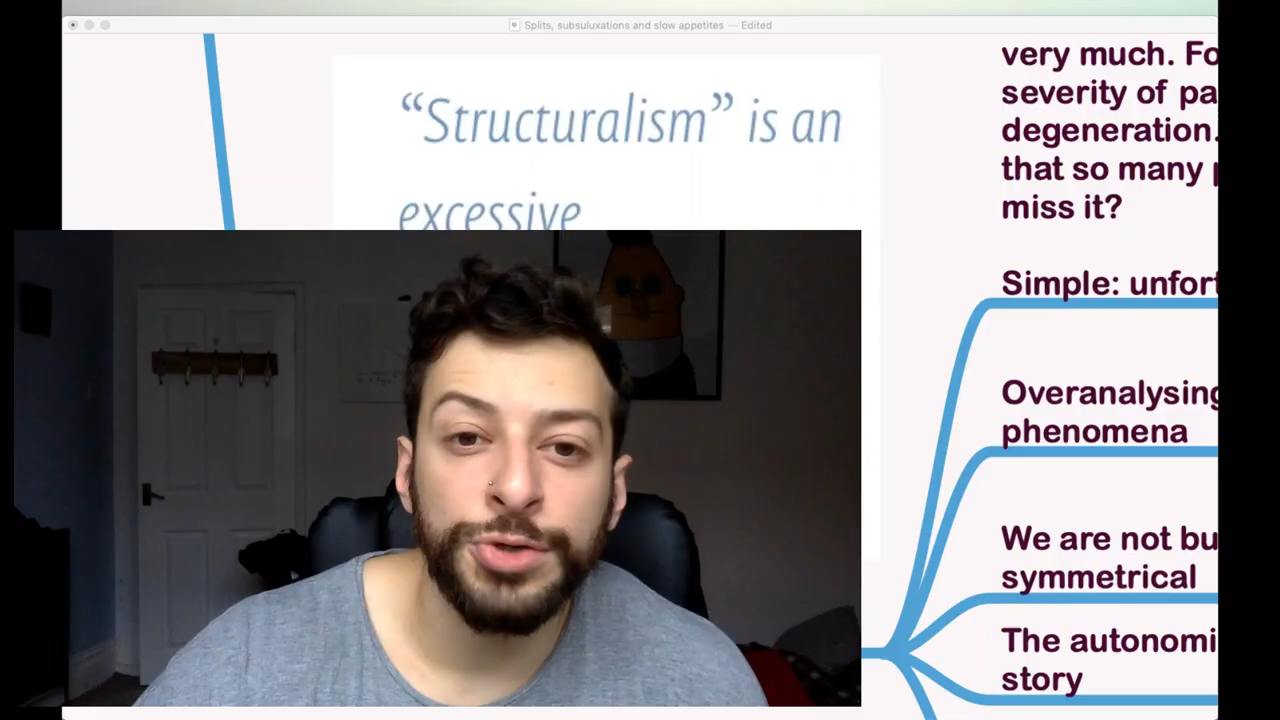 Splits, subsuluxations and slow appetites — Edited
“Structuralism” is an
excessive
very much. Fo
severity of pa
degeneration.
that so many p
miss it?
Simple: unfort
Overanalysing
phenomena
We are not bu
symmetrical
The autonomi
story